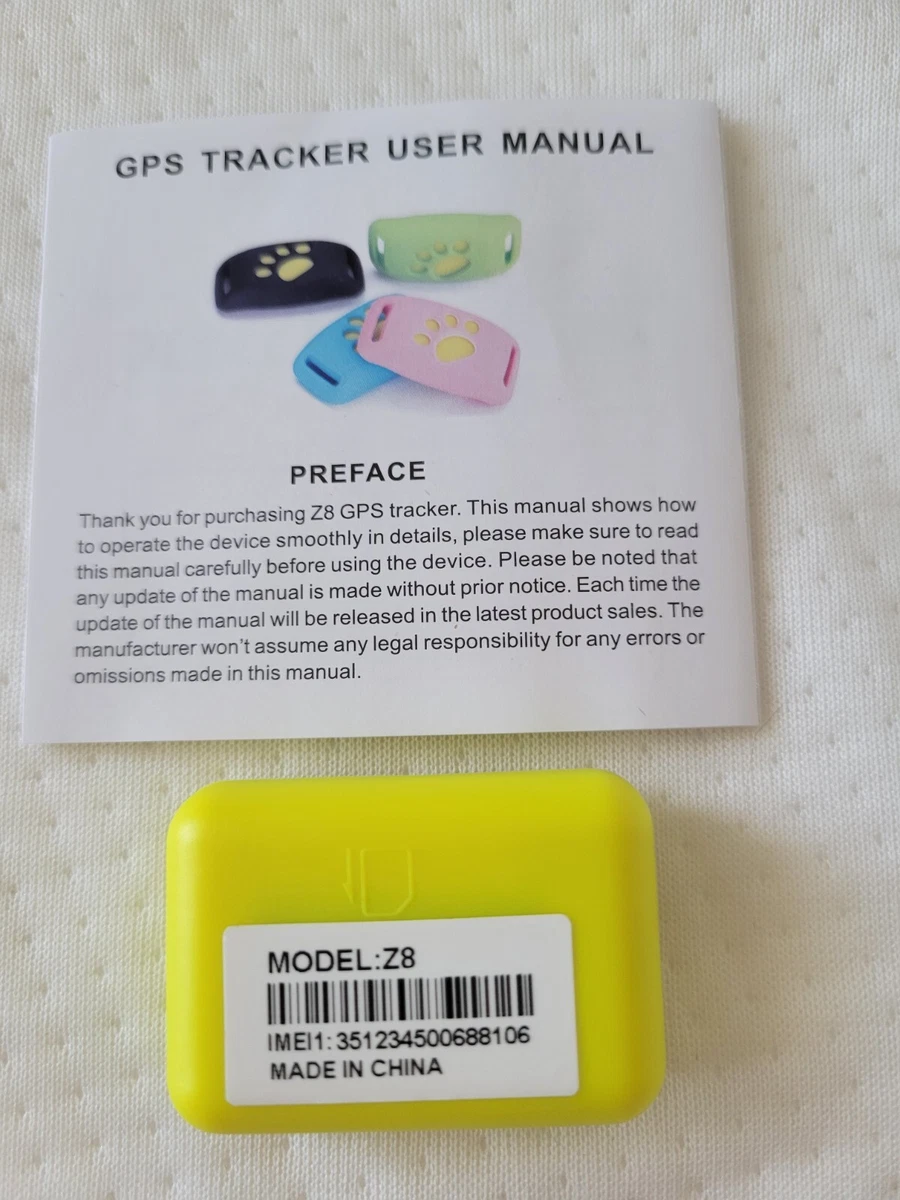 GPS TRACKER USER MANUAL
PREFACE
Thank you for purchasing Z8 GPS tracker. This manual shows how
to operate the device smoothly in details, please make sure to read
this manual carefully before using the device. Please be noted that
any update of the manual is made without prior notice. Each time the
update of the manual will be released in the latest product sales. The
manufacturer won't assume any legal responsibility for any errors or
omissions made in this manual.
MODEL:Z8
IMEI1: 351234500688106
MADE IN CHINA